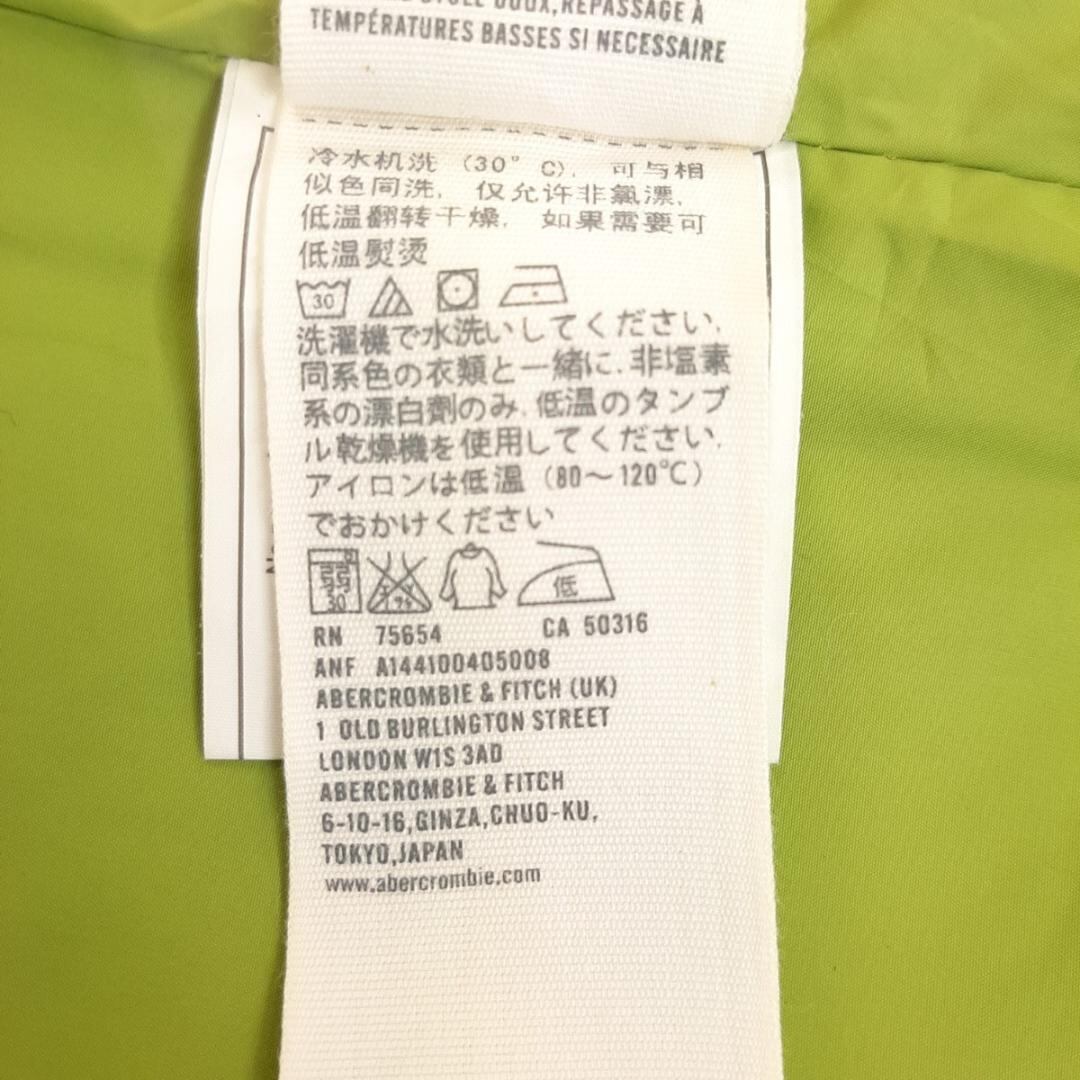 DOUX, REPASSAGE À
TEMPÉRATURES BASSES SI NECESSAIRE
冷水机洗 (30° C), 可与相
似色同洗, 仅允许非氯漂,
低温翻转干燥, 如果需要可
低温熨烫
30
洗濯機で水洗いしてください.
同系色の衣類と一緒に. 非塩素
系の漂白剤のみ. 低温のタンブ
ル乾燥機を使用してください.
アイロンは低温 (80～120℃)
でおかけください
30 低
RN 75654 CA 50316
ANF A144100405008
ABERCROMBIE & FITCH (UK)
1 OLD BURLINGTON STREET
LONDON W1S 3AD
ABERCROMBIE & FITCH
6-10-16,GINZA,CHUO-KU,
TOKYO,JAPAN
www.abercrombie.com